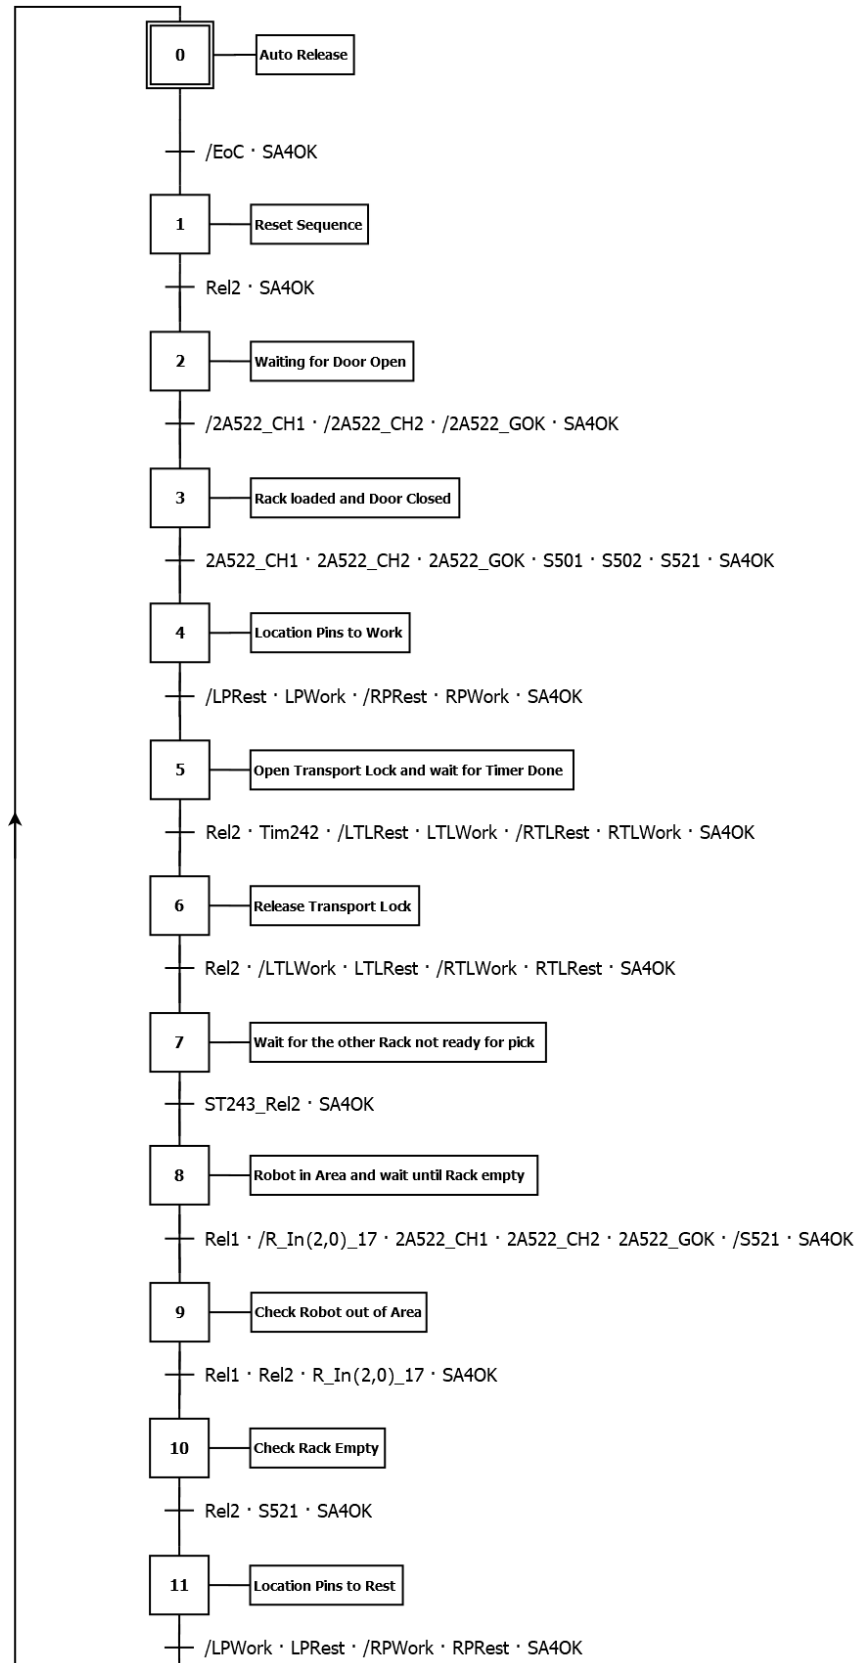 0
Auto Release
/EoC · SA4OK
1
Reset Sequence
Rel2 · SA4OK
2
Waiting for Door Open
/2A522_CH1 · /2A522_CH2 · /2A522_GOK · SA4OK
3
Rack loaded and Door Closed
2A522_CH1 · 2A522_CH2 · 2A522_GOK · S501 · S502 · S521 · SA4OK
4
Location Pins to Work
/LPRest · LPWork · /RPRest · RPWork · SA4OK
5
Open Transport Lock and wait for Timer Done
Rel2 · Tim242 · /LTLRest · LTLWork · /RTLRest · RTLWork · SA4OK
6
Release Transport Lock
Rel2 · /LTLWork · LTLRest · /RTLWork · RTLRest · SA4OK
7
Wait for the other Rack not ready for pick
ST243_Rel2 · SA4OK
8
Robot in Area and wait until Rack empty
Rel1 · /R_In(2,0)_17 · 2A522_CH1 · 2A522_CH2 · 2A522_GOK · /S521 · SA4OK
9
Check Robot out of Area
Rel1 · Rel2 · R_In(2,0)_17 · SA4OK
10
Check Rack Empty
Rel2 · S521 · SA4OK
11
Location Pins to Rest
/LPWork · LPRest · /RPWork · RPRest · SA4OK